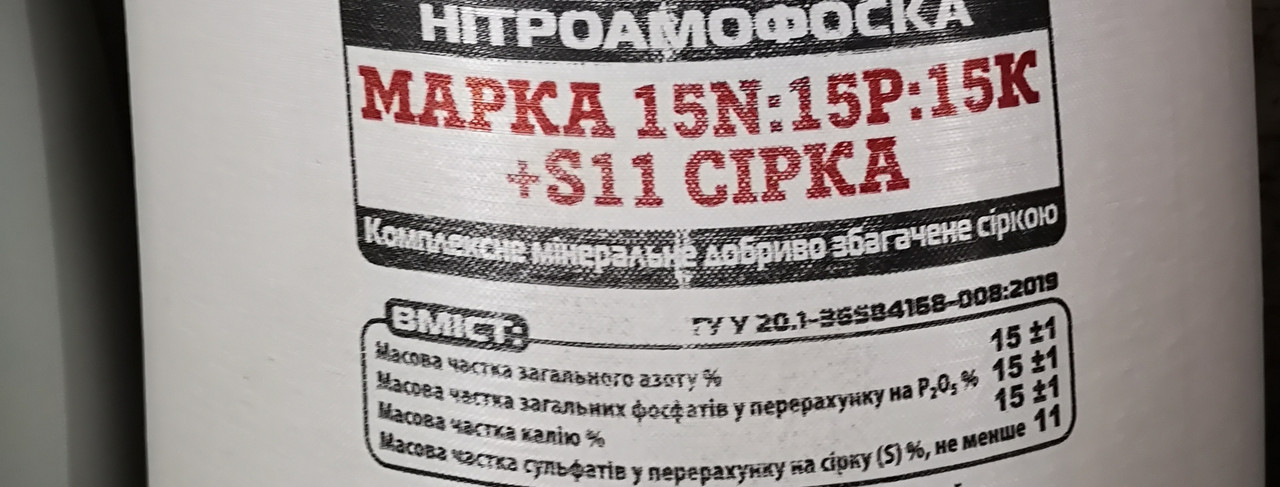 НІТРОАМОФОСКА
МАРКА 15N:15P:15K
+S11 СІРКА
Комплексне мінеральне добриво збагачене сіркою
ВМІСТ:
ТУ У 20.1-36584168-008:2019
Масова частка загального азоту % 15 ±1
Масова частка загальних фосфатів у перерахунку на P₂O₅ % 15 ±1
Масова частка калію % 15 ±1
Масова частка сульфатів у перерахунку на сірку (S) %, не менше 11